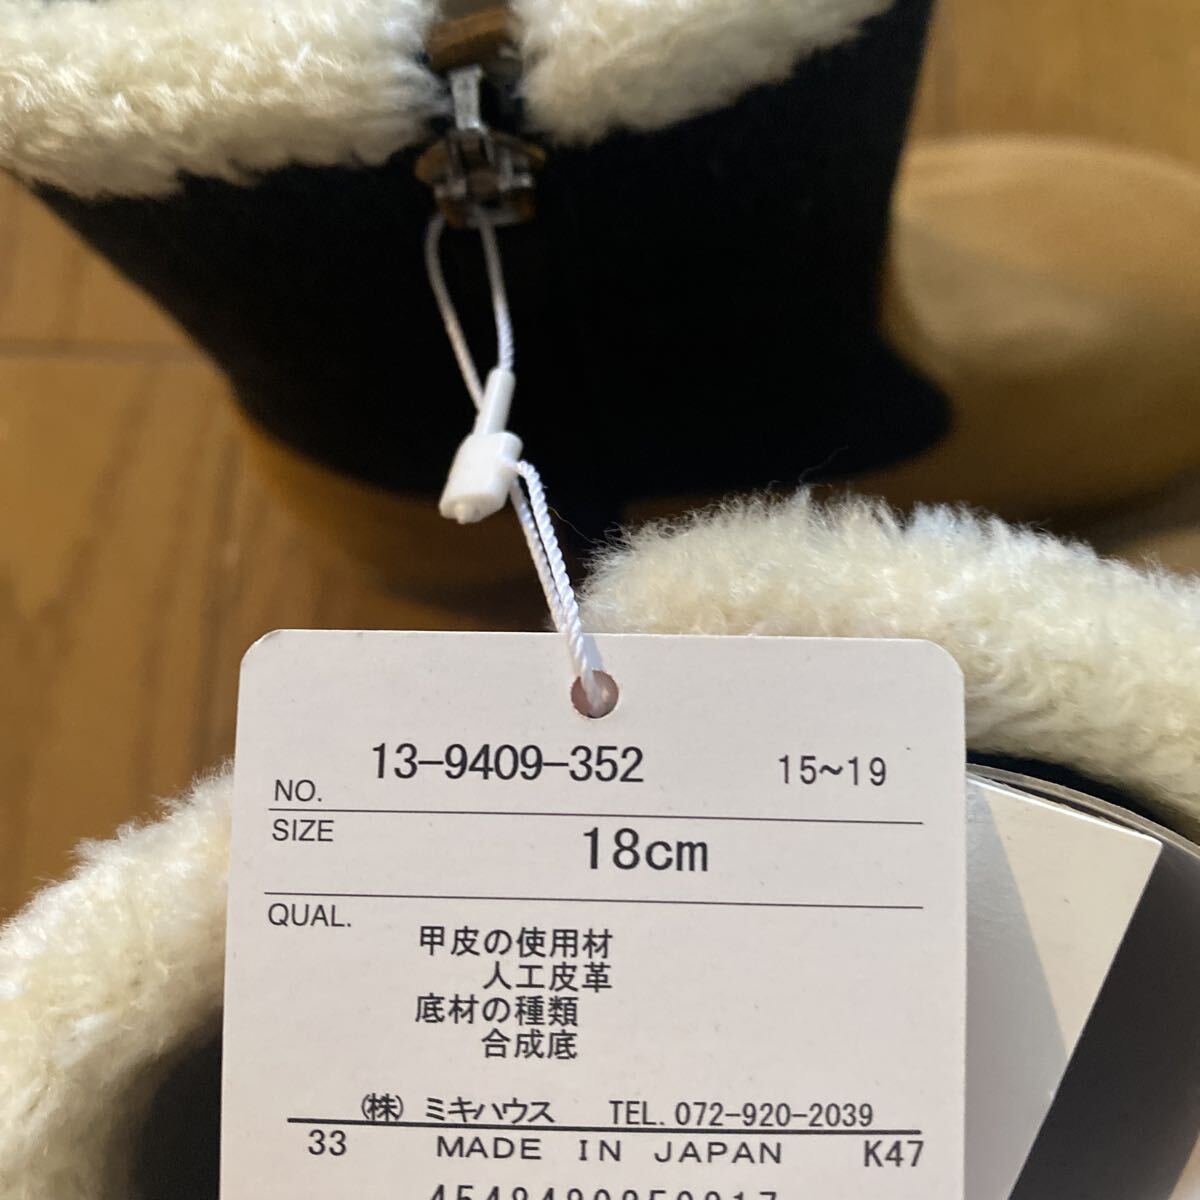 13-9409-352 15~19
NO.
SIZE 18cm
QUAL.
甲皮の使用材
人工皮革
底材の種類
合成底
(株) ミキハウス TEL.072-920-2039
33 MADE IN JAPAN K47